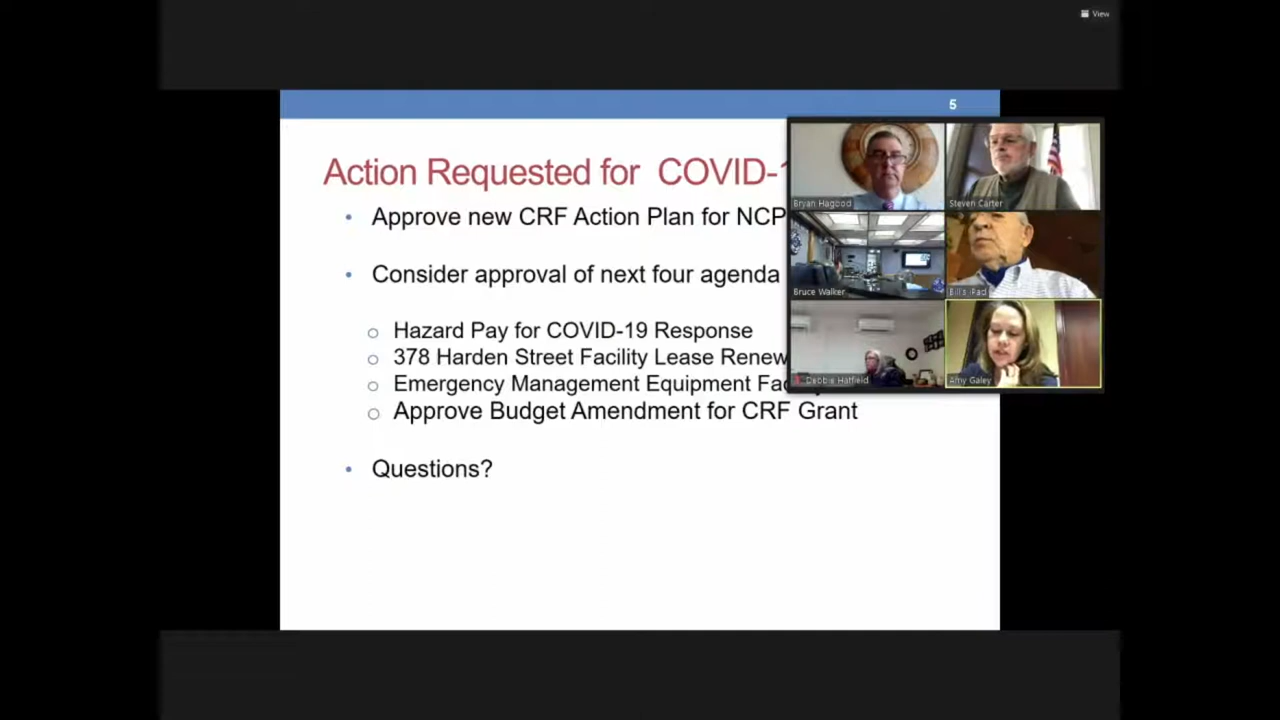 View
5
Action Requested for COVID-
Approve new CRF Action Plan for NCP
Consider approval of next four agenda
Hazard Pay for COVID-19 Response
378 Harden Street Facility Lease Renew
Emergency Management Equipment Fac
Approve Budget Amendment for CRF Grant
Questions?
Bryan Hagood
Steven Carter
Bruce Walker
Bill's iPad
Debbie Hatfield
Amy Galey